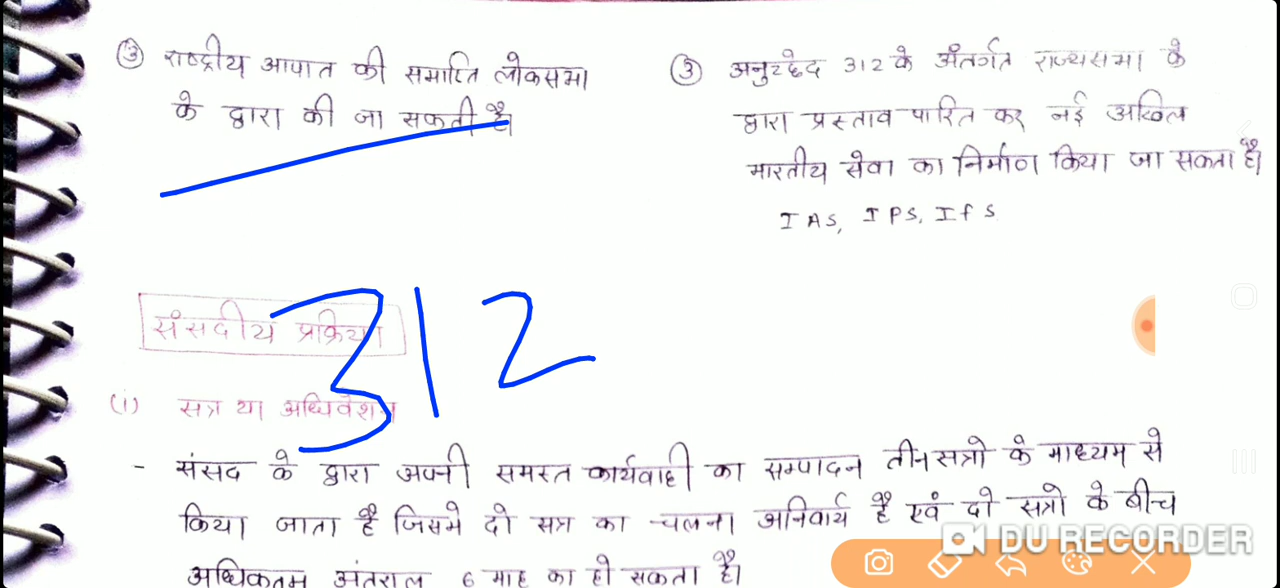 ③ राष्ट्रीय आपात की समाप्ति लोकसभा
के द्वारा की जा सकती है।
③ अनुच्छेद 312 के अंतर्गत राज्यसभा के
द्वारा प्रस्ताव पारित कर नई अखिल
भारतीय सेवा का निर्माण किया जा सकता है।
IAS, IPS, IfS
312
संसदीय प्रक्रिया
(i) सत्र या अधिवेशन
- संसद के द्वारा अपनी समस्त कार्यवाही का सम्पादन तीन सत्रो के माध्यम से
किया जाता है जिसमे दो सत्र का चलना अनिवार्य है एवं दो सत्रो के बीच
अधिकतम अंतराल 6 माह का हो सकता है।
DU RECORDER